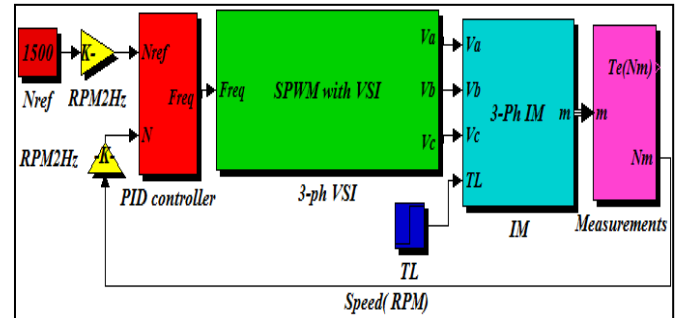 1500
Nref
K-
RPM2Hz
Nref
N
Freq
PID controller
-K-
RPM2Hz
Freq
SPWM with VSI
Va
Vb
Vc
3-ph VSI
Va
Vb
Vc
TL
3-Ph IM
m
IM
TL
m
Te(Nm)
Nm
Measurements
Speed( RPM)